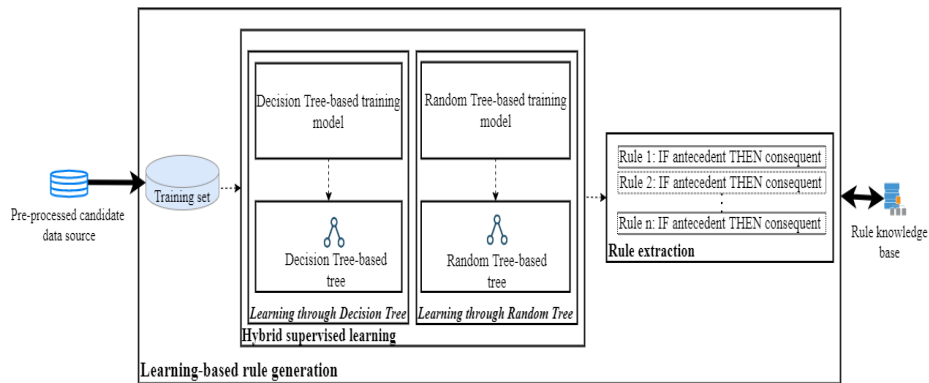 Pre-processed candidate
data source
Training set
Decision Tree-based training
model
Decision Tree-based
tree
Learning through Decision Tree
Random Tree-based training
model
Random Tree-based
tree
Learning through Random Tree
Hybrid supervised learning
Rule 1: IF antecedent THEN consequent
Rule 2: IF antecedent THEN consequent
Rule n: IF antecedent THEN consequent
Rule extraction
Learning-based rule generation
Rule knowledge
base